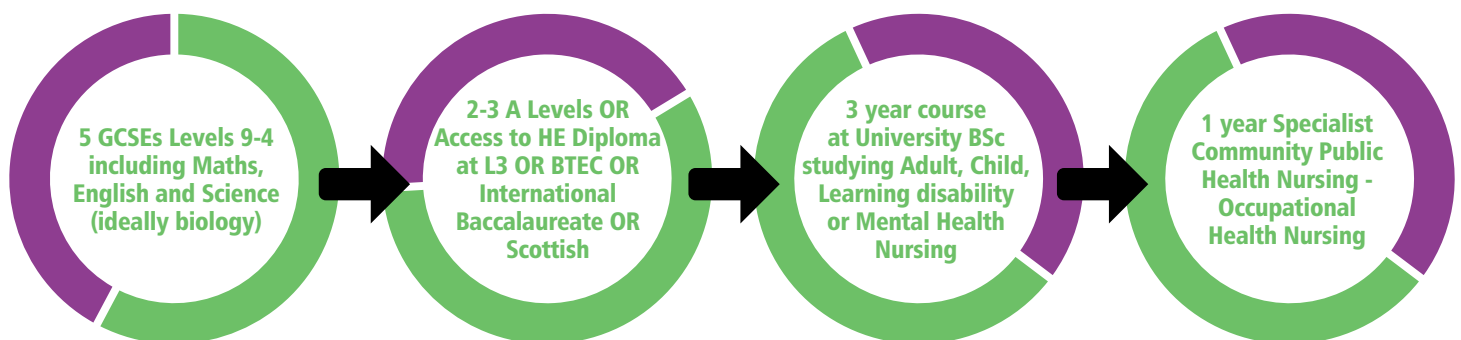 5 GCSEs Levels 9-4
including Maths,
English and Science
(ideally biology)
2-3 A Levels OR
Access to HE Diploma
at L3 OR BTEC OR
International
Baccalaureate OR
Scottish
3 year course
at University BSc
studying Adult, Child,
Learning disability
or Mental Health
Nursing
1 year Specialist
Community Public
Health Nursing -
Occupational
Health Nursing